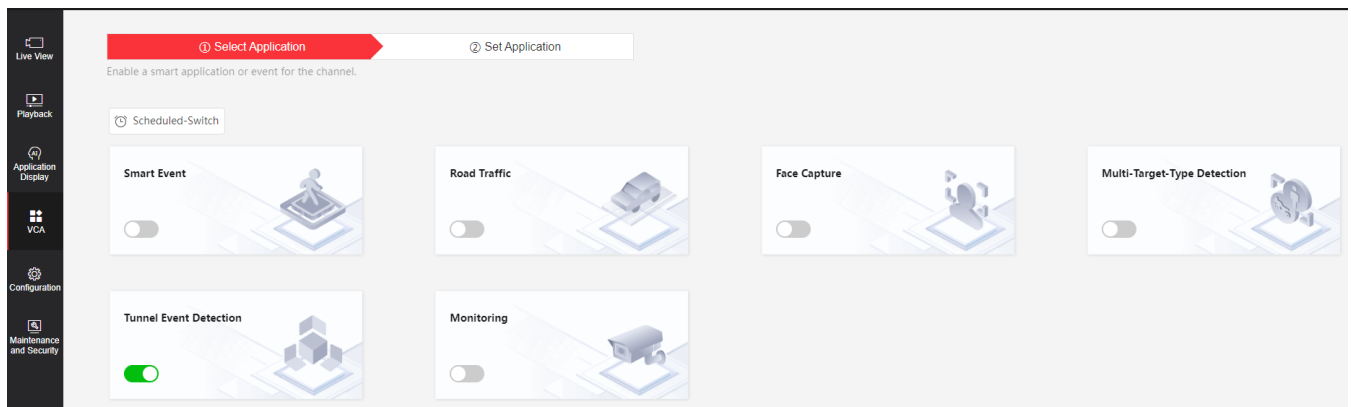 Live View
Playback
AI
Application
Display
VCA
Configuration
Maintenance
and Security
① Select Application
② Set Application
Enable a smart application or event for the channel.
Scheduled-Switch
Smart Event
Road Traffic
Face Capture
Multi-Target-Type Detection
Tunnel Event Detection
Monitoring